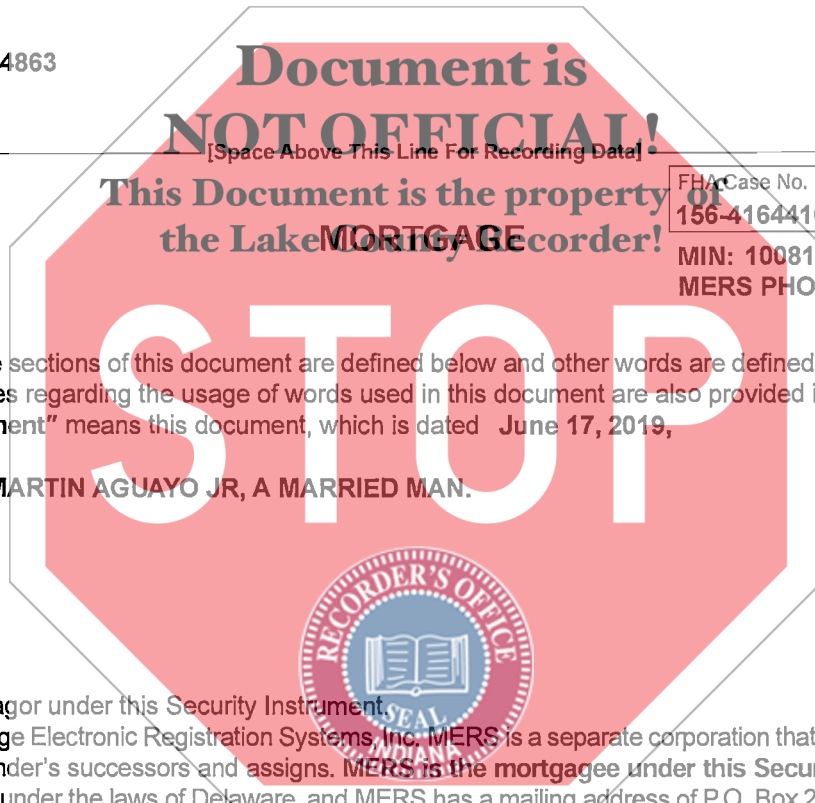 4863
Document is
NOT OFFICIAL!
[Space Above This Line For Recording Data]
This Document is the property of
the Lake County Recorder!
MORTGAGE
FHA Case No.
156-416441
MIN: 10081
MERS PHO
STOP
sections of this document are defined below and other words are defined
es regarding the usage of words used in this document are also provided i
ent" means this document, which is dated June 17, 2019,
MARTIN AGUAYO JR, A MARRIED MAN.
RECORDER'S OFFICE
SEAL
INDIANA
agor under this Security Instrument.
ge Electronic Registration Systems, Inc. MERS is a separate corporation that
nder's successors and assigns. MERS is the mortgagee under this Secu
under the laws of Delaware, and MERS has a mailing address of P.O. Box 2